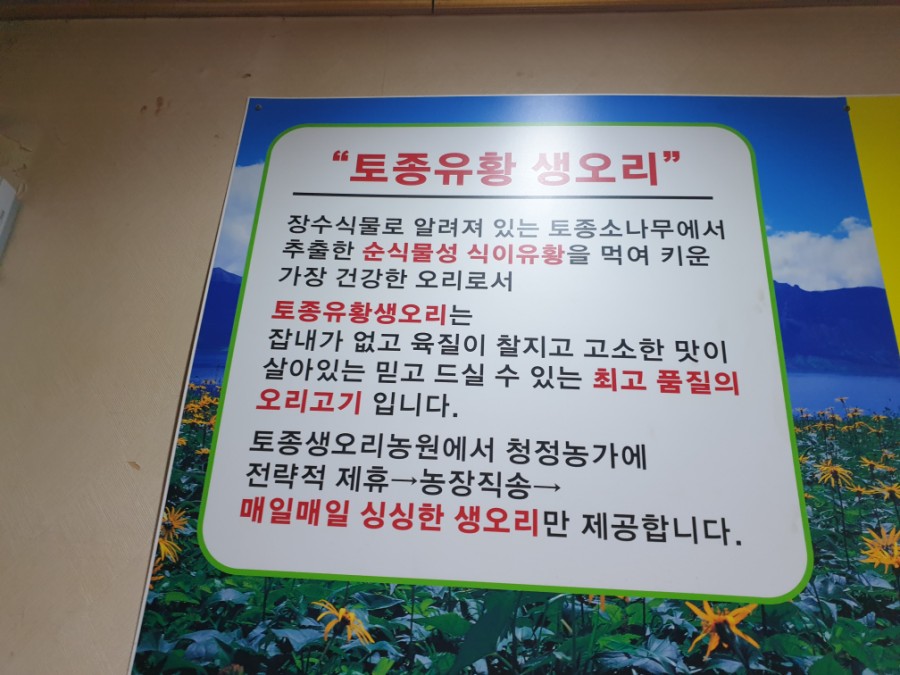 “토종유황 생오리”
장수식물로 알려져 있는 토종소나무에서
추출한 순식물성 식이유황을 먹여 키운
가장 건강한 오리로서
토종유황생오리는
잡내가 없고 육질이 찰지고 고소한 맛이
살아있는 믿고 드실 수 있는 최고 품질의
오리고기 입니다.
토종생오리농원에서 청정농가에
전략적 제휴→농장직송→
매일매일 싱싱한 생오리만 제공합니다.